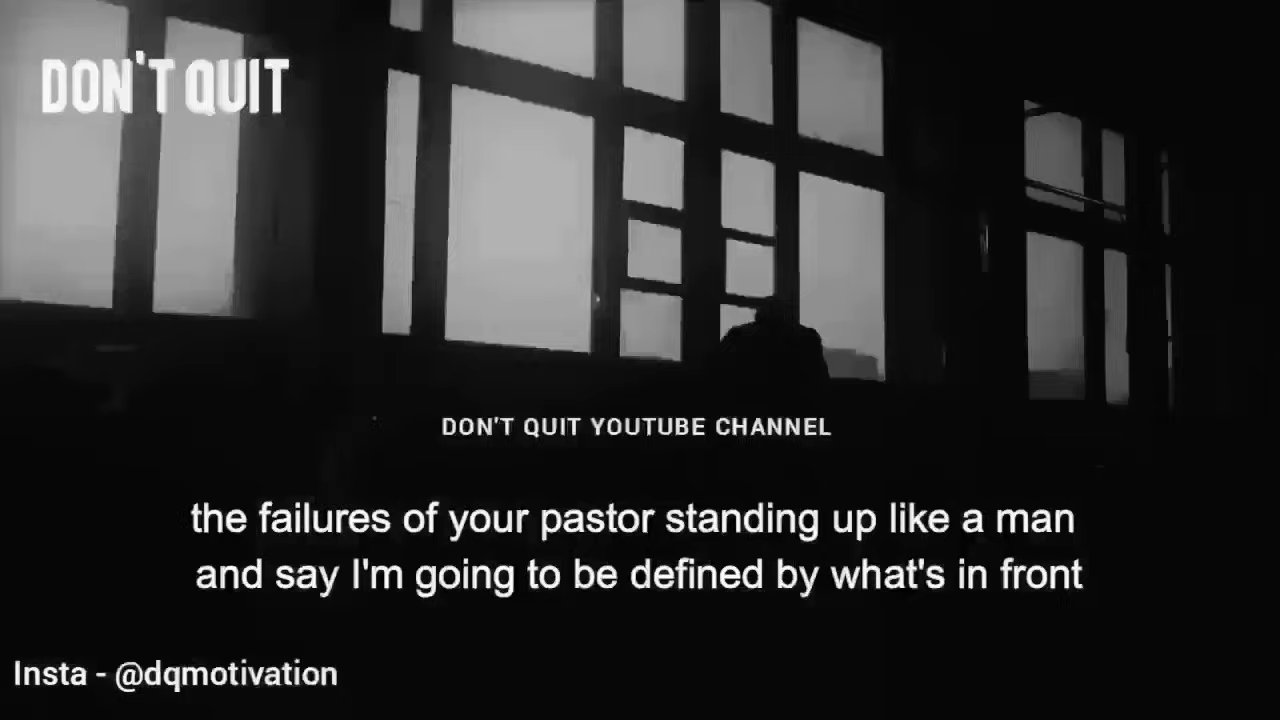 DON'T QUIT
DON'T QUIT YOUTUBE CHANNEL
the failures of your pastor standing up like a man
and say I'm going to be defined by what's in front
Insta - @dqmotivation